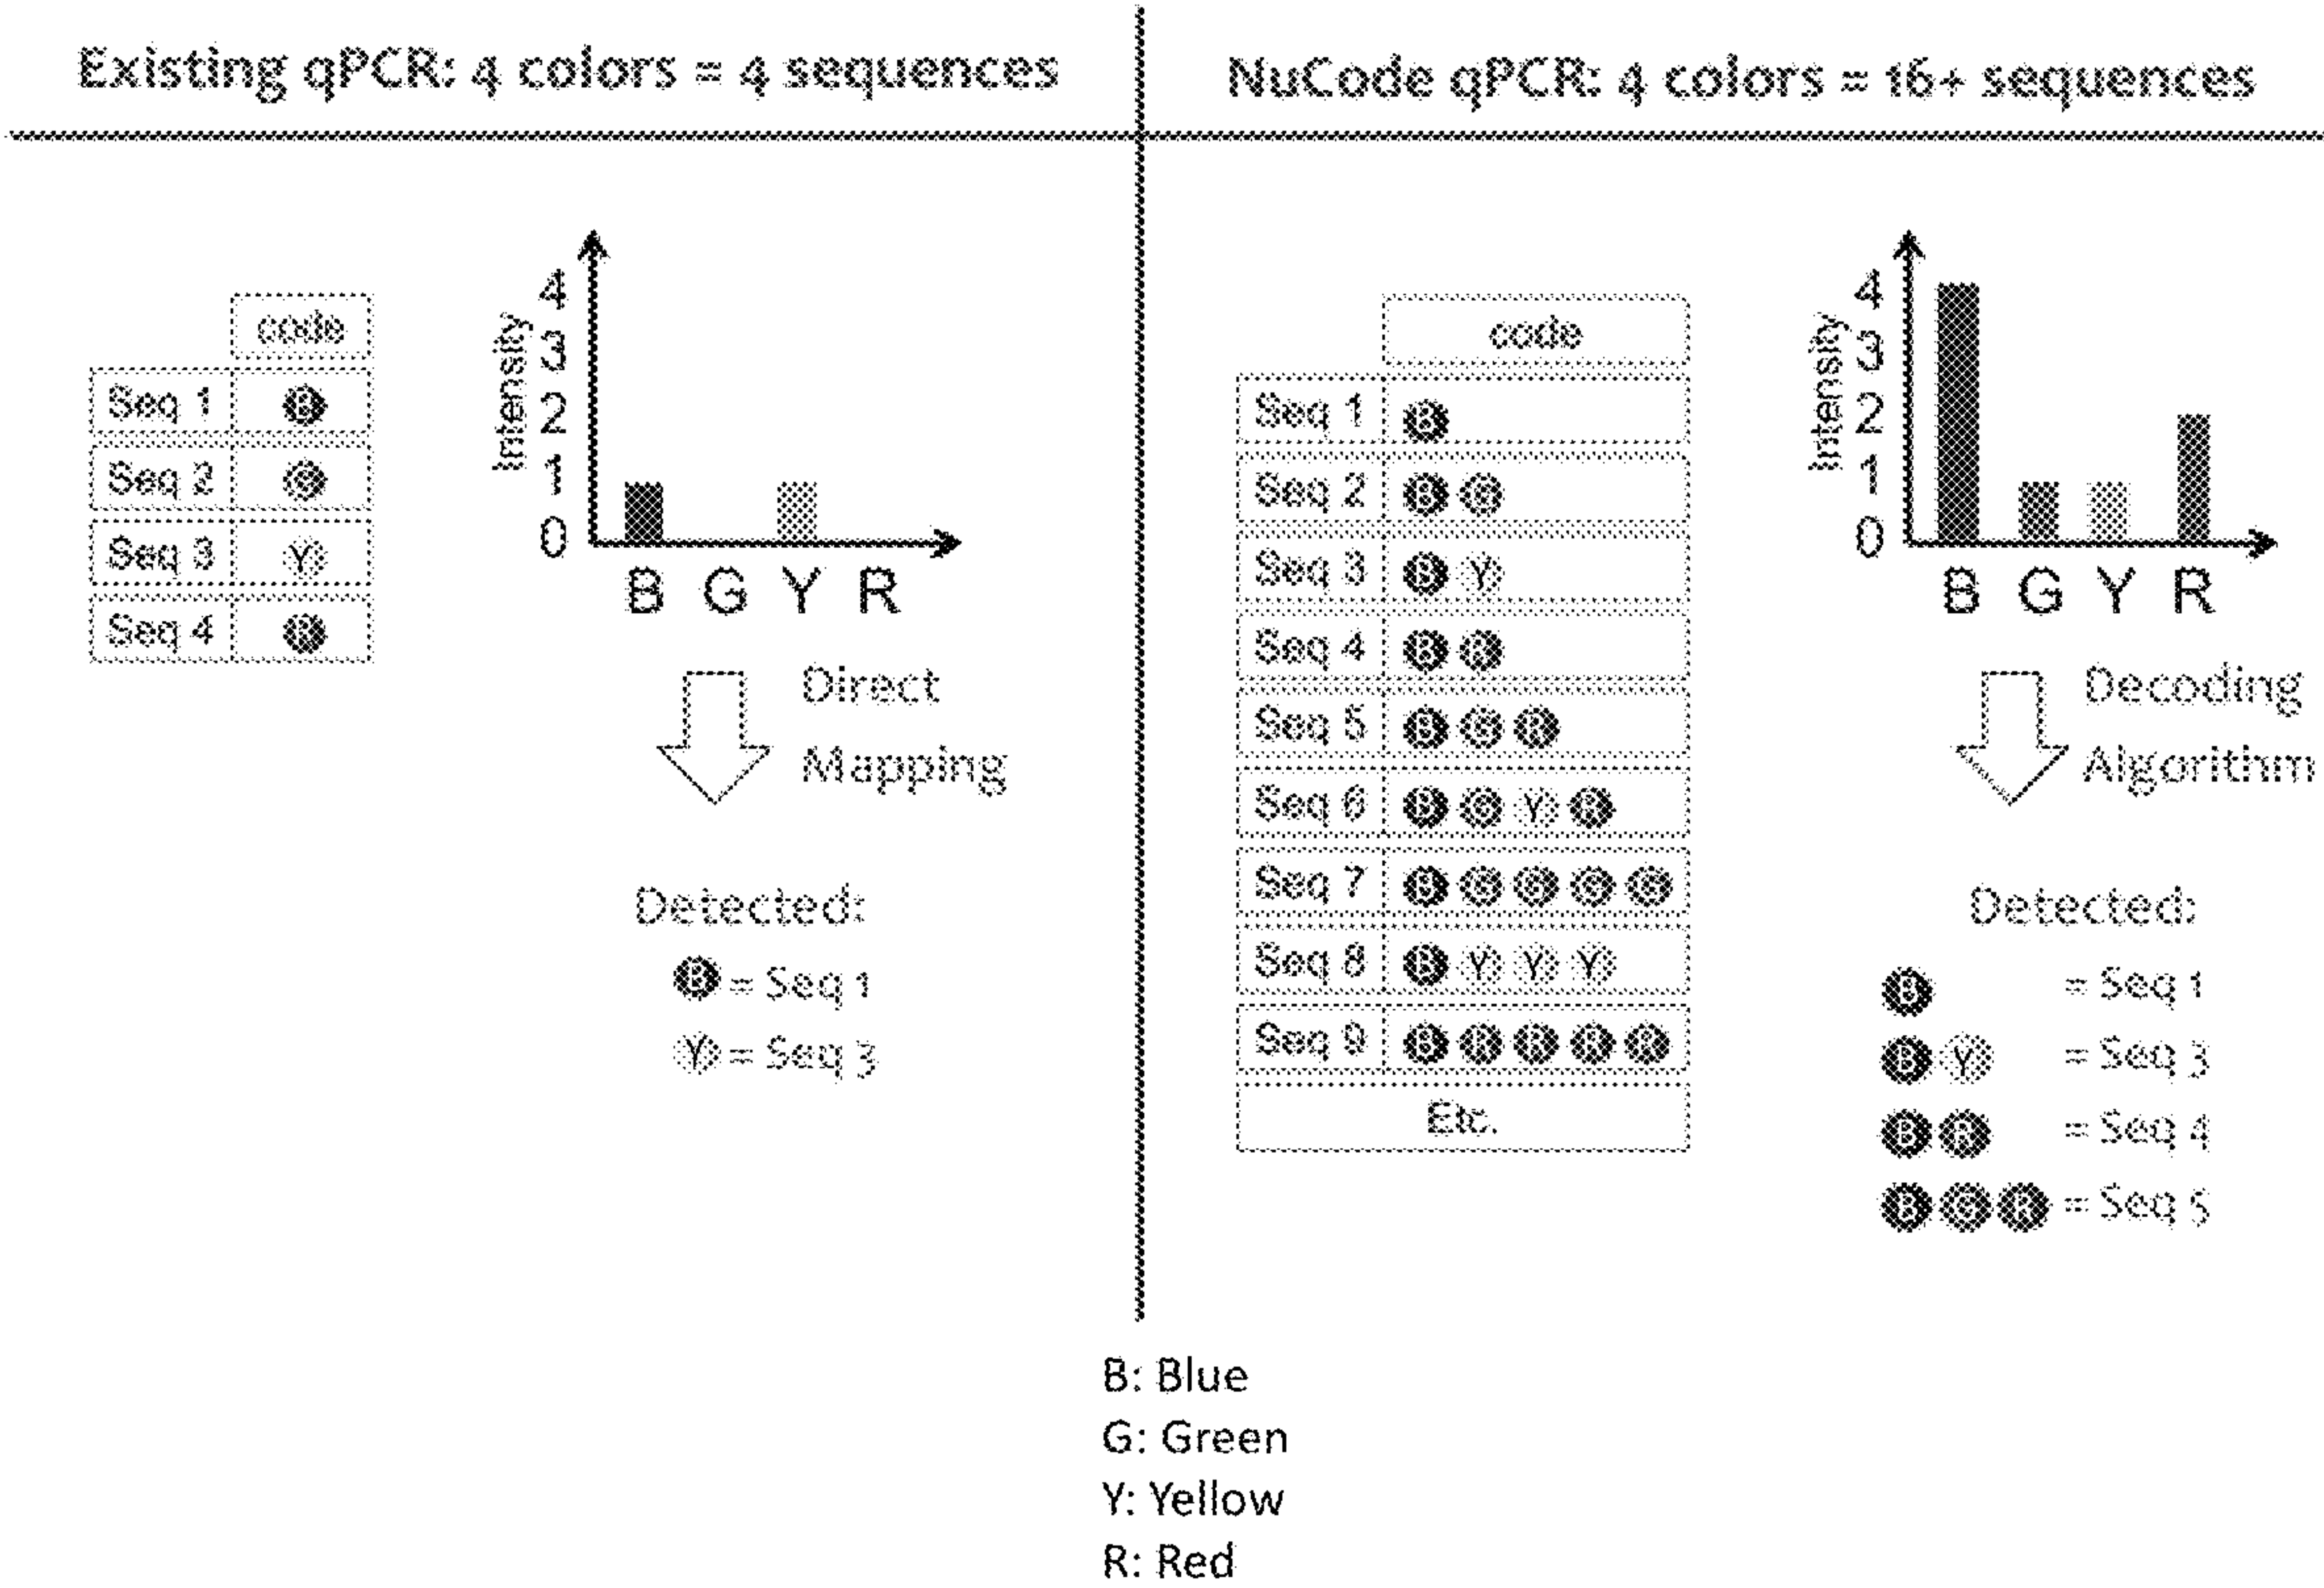 Existing qPCR: 4 colors = 4 sequences
code
Seq 1 B
Seq 2 G
Seq 3 Y
Seq 4 R
Intensity
4
3
2
1
0
B G Y R
Direct
Mapping
Detected:
B = Seq 1
Y = Seq 3
NuCode qPCR: 4 colors = 16+ sequences
code
Seq 1 B
Seq 2 B G
Seq 3 B Y
Seq 4 B R
Seq 5 B G R
Seq 6 B G Y R
Seq 7 B G G G G
Seq 8 B Y Y Y
Seq 9 B R R R R
Etc.
Intensity
4
3
2
1
0
B G Y R
Decoding
Algorithm
Detected:
B = Seq 1
B Y = Seq 3
B R = Seq 4
B G R = Seq 5
B: Blue
G: Green
Y: Yellow
R: Red